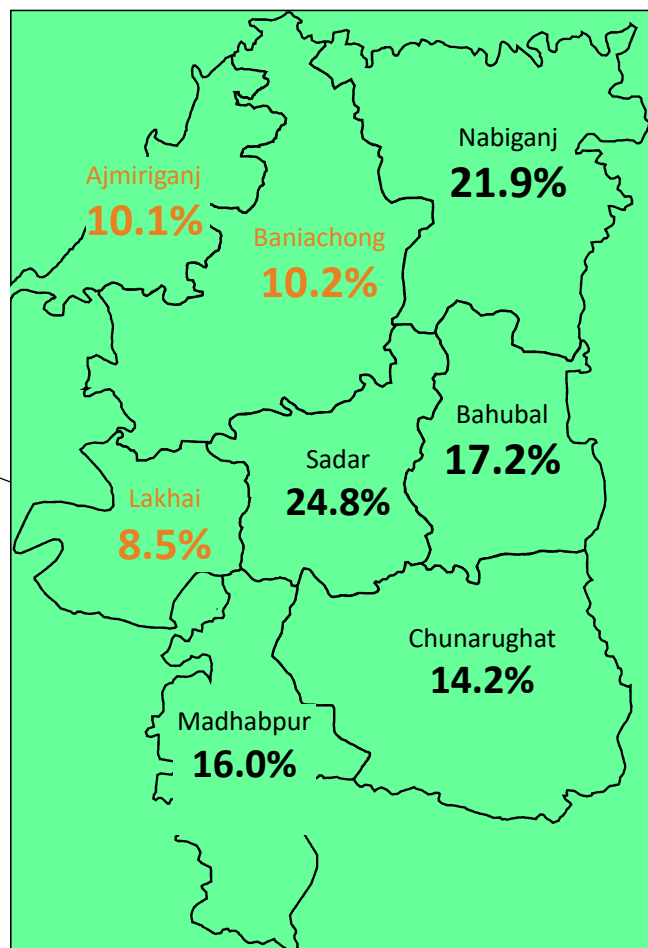 Nabiganj
21.9%
Ajmiriganj
10.1%
Baniachong
10.2%
Bahubal
17.2%
Sadar
24.8%
Lakhai
8.5%
Chunarughat
14.2%
Madhabpur
16.0%